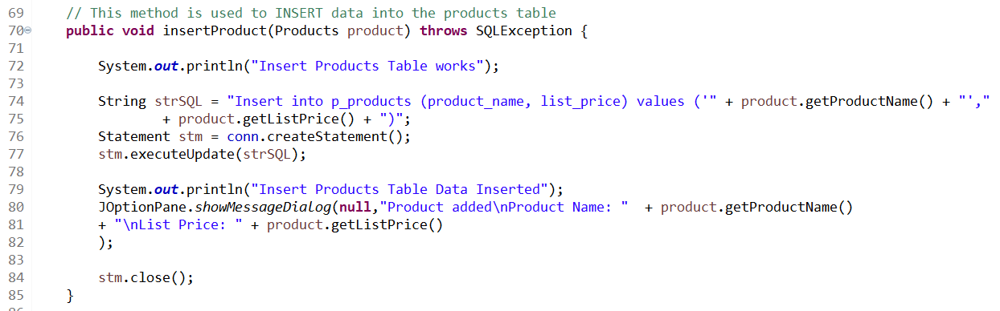 69 // This method is used to INSERT data into the products table
70 public void insertProduct(Products product) throws SQLException {
71
72 System.out.println("Insert Products Table works");
73
74 String strSQL = "Insert into p_products (product_name, list_price) values ('" + product.getProductName() + "',"
75 + product.getListPrice() + ")";
76 Statement stm = conn.createStatement();
77 stm.executeUpdate(strSQL);
78
79 System.out.println("Insert Products Table Data Inserted");
80 JOptionPane.showMessageDialog(null,"Product added\nProduct Name: "  + product.getProductName()
81 + "\nList Price: " + product.getListPrice()
82 );
83
84 stm.close();
85 }